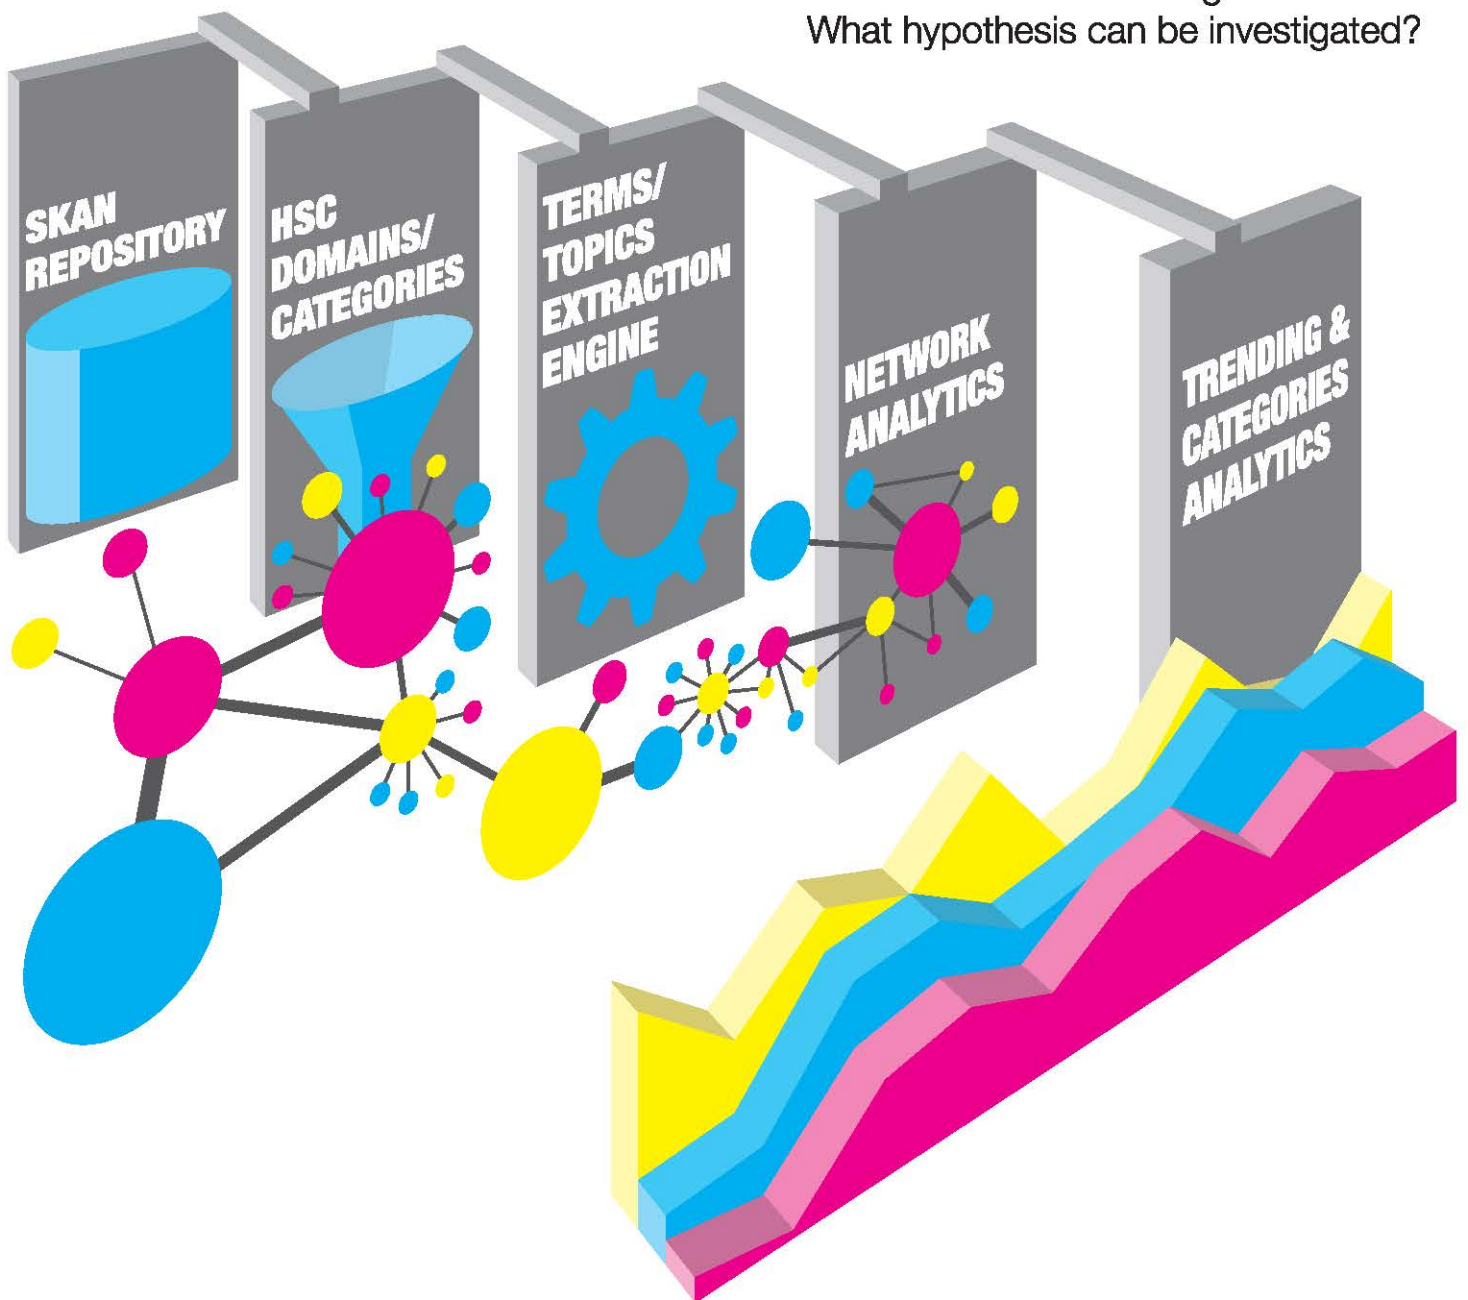 What hypothesis can be investigated?
SKAN
REPOSITORY
HSC
DOMAINS/
CATEGORIES
TERMS/
TOPICS
EXTRACTION
ENGINE
NETWORK
ANALYTICS
TRENDING &
CATEGORIES
ANALYTICS